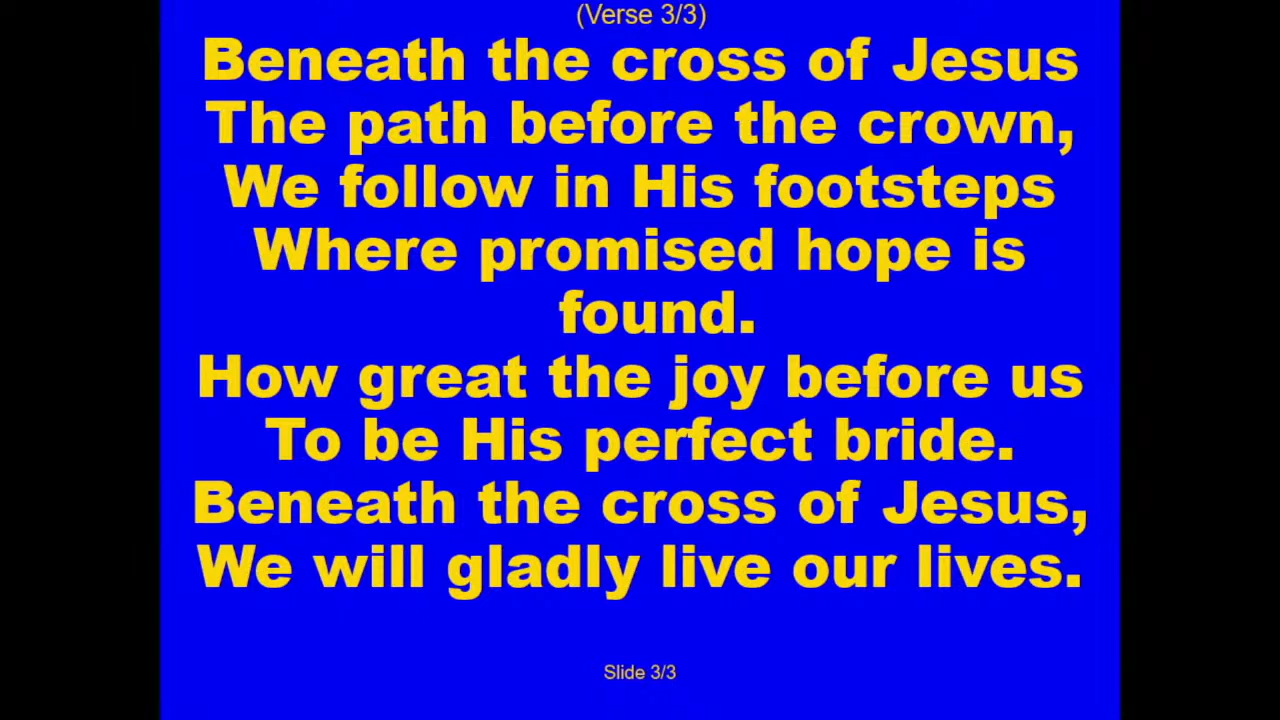 (Verse 3/3)
Beneath the cross of Jesus
The path before the crown,
We follow in His footsteps
Where promised hope is
found.
How great the joy before us
To be His perfect bride.
Beneath the cross of Jesus,
We will gladly live our lives.
Slide 3/3